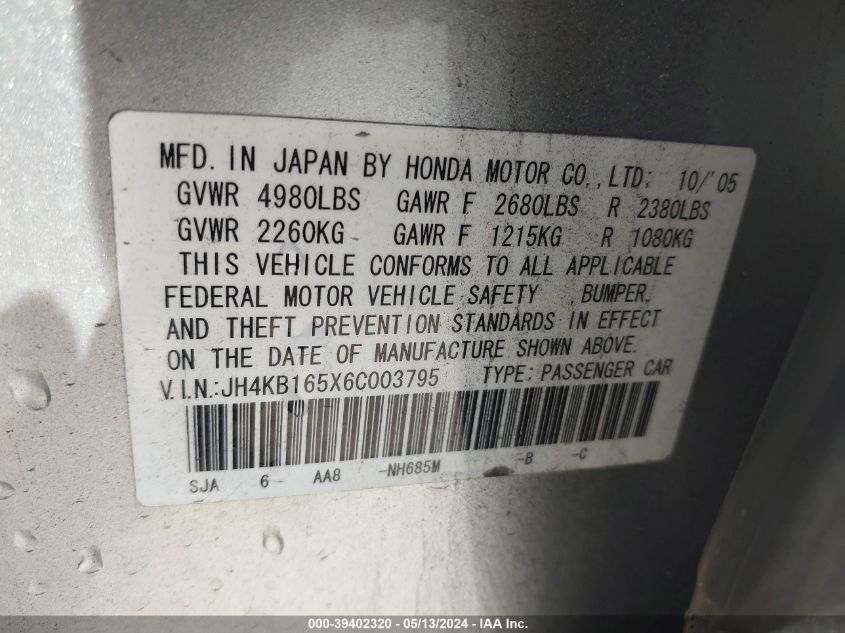 MFD. IN JAPAN BY HONDA MOTOR CO., LTD: 10/'05
GVWR 4980LBS GAWR F 2680LBS R 2380LBS
GVWR 2260KG GAWR F 1215KG R 1080KG
THIS VEHICLE CONFORMS TO ALL APPLICABLE
FEDERAL MOTOR VEHICLE SAFETY , BUMPER,
AND THEFT PREVENTION STANDARDS IN EFFECT
ON THE DATE OF MANUFACTURE SHOWN ABOVE.
V.I.N.:JH4KB165X6C003795 TYPE: PASSENGER CAR
SJA 6- AA8 -NH685M -B -C
000-39402320 - 05/13/2024 - IAA Inc.